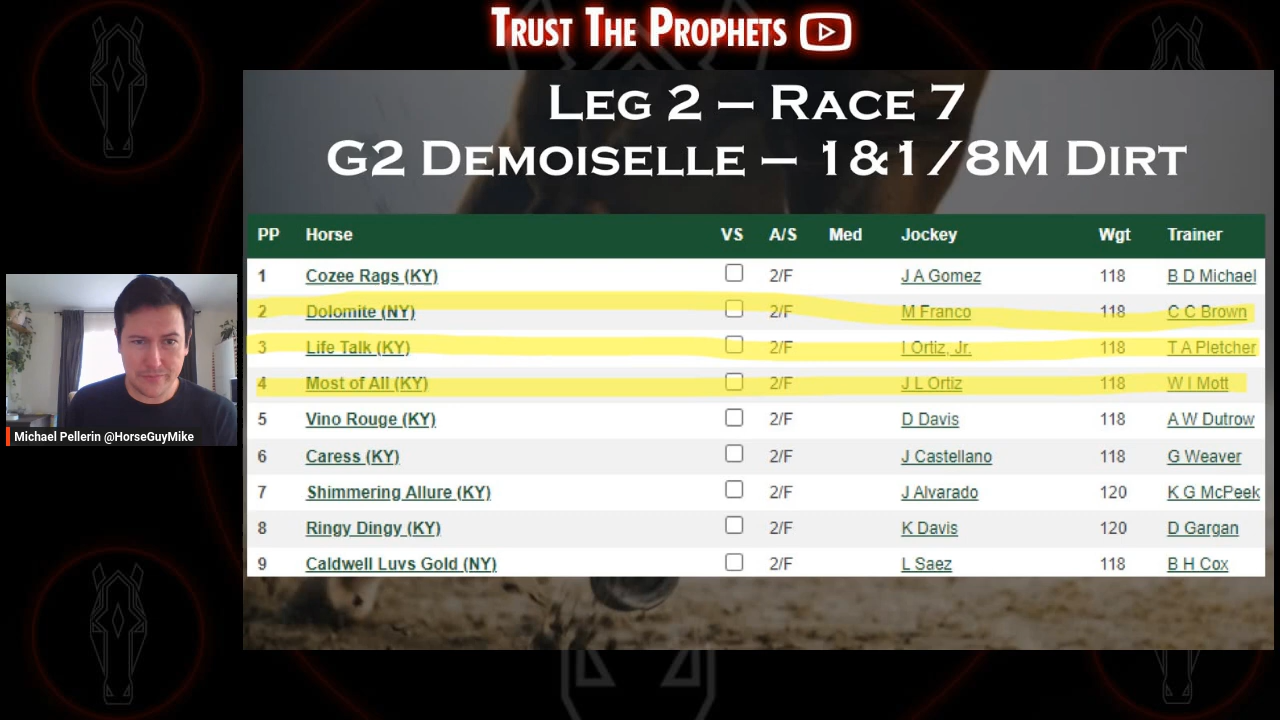 TRUST THE PROPHETS
LEG 2 – RACE 7
G2 DEMOISELLE – 1&1/8M DIRT
PP Horse VS A/S Med Jockey Wgt Trainer
1 Cozee Rags (KY) 2/F J A Gomez 118 B D Michael
2 Dolomite (NY) 2/F M Franco 118 C C Brown
3 Life Talk (KY) 2/F I Ortiz, Jr. 118 T A Pletcher
4 Most of All (KY) 2/F J L Ortiz 118 W I Mott
5 Vino Rouge (KY) 2/F D Davis 118 A W Dutrow
6 Caress (KY) 2/F J Castellano 118 G Weaver
7 Shimmering Allure (KY) 2/F J Alvarado 120 K G McPeek
8 Ringy Dingy (KY) 2/F K Davis 120 D Gargan
9 Caldwell Luvs Gold (NY) 2/F L Saez 118 B H Cox
Michael Pellerin @HorseGuyMike